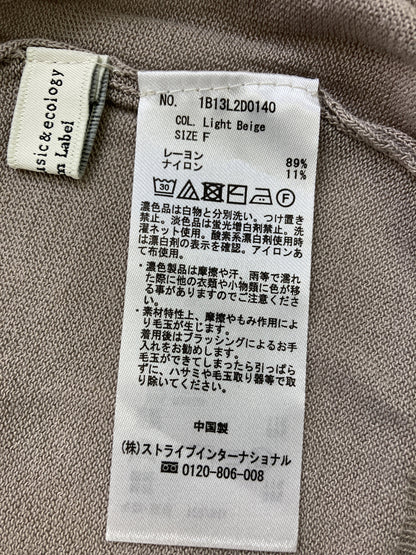 sic & ecology
n Label
NO. 1B13L2D0140
COL. Light Beige
SIZE F
レーヨン 89%
ナイロン 11%
30 F
濃色品は白物と分別洗い。つけ置き
禁止。淡色品は蛍光増白剤禁止。洗
濯ネット使用。酸素系漂白剤使用時
は漂白剤の表示を確認。アイロンあ
て布使用。
・濃色製品は摩擦や汗、雨等で濡れ
た際に他の衣類や小物類に色が移
る事がありますのでご注意くださ
い。
・素材特性上、摩擦やもみ作用によ
り毛玉が生じます。
着用後はブラッシングによるお手
入れをお勧めします。
毛玉ができてしまったら引っぱら
ずに、ハサミや毛玉取り器等で取
り除いてください。
中国製
(株)ストライプインターナショナル
0120-806-008